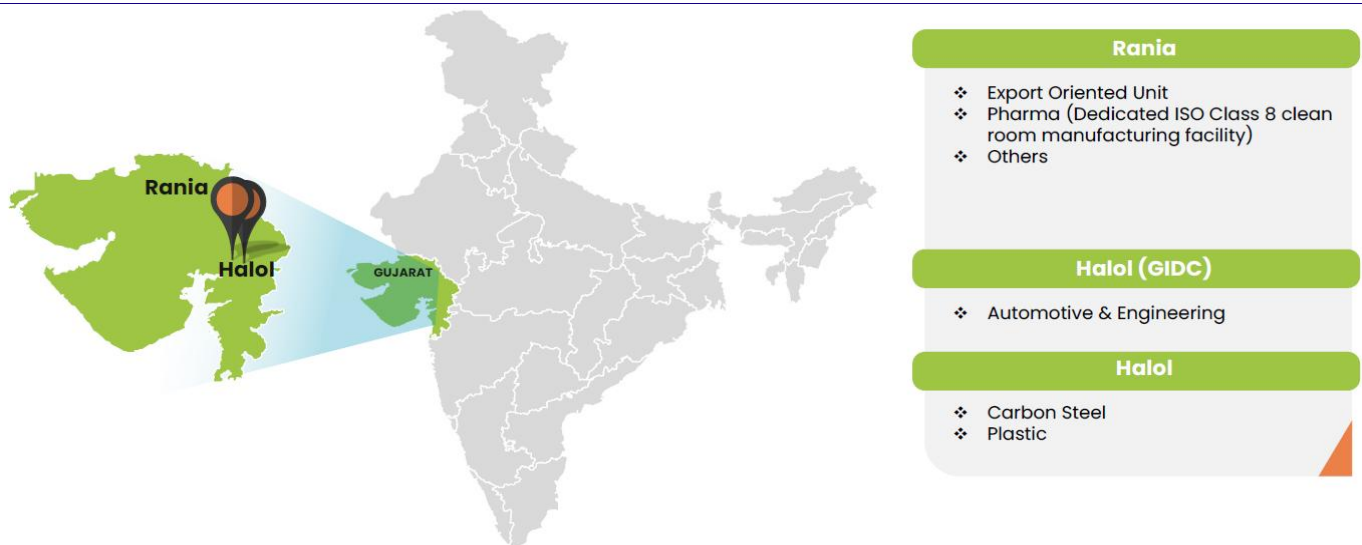 Rania
Halol
GUJARAT
Rania
❖ Export Oriented Unit
❖ Pharma (Dedicated ISO Class 8 clean
room manufacturing facility)
❖ Others
Halol (GIDC)
❖ Automotive & Engineering
Halol
❖ Carbon Steel
❖ Plastic